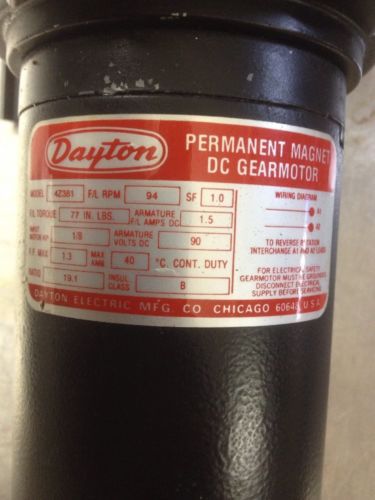 Dayton
PERMANENT MAGNET
DC GEARMOTOR
MODEL 4Z381 F/L RPM 94 SF 1.0
F/L TORQUE 77 IN. LBS. ARMATURE F/L AMPS DC 1.5
INPUT MOTOR HP 1/8 ARMATURE VOLTS DC 90
F.F. MAX. 1.3 MAX AMB 40 °C. CONT. DUTY
RATIO 19.1 INSUL CLASS B
WIRING DIAGRAM
A1
A2
TO REVERSE ROTATION
INTERCHANGE A1 AND A2 LEADS
FOR ELECTRICAL SAFETY
GEARMOTOR MUST BE GROUNDED
DISCONNECT ELECTRICAL
SUPPLY BEFORE SERVICING
DAYTON ELECTRIC MFG. CO CHICAGO 60648, U.S.A.